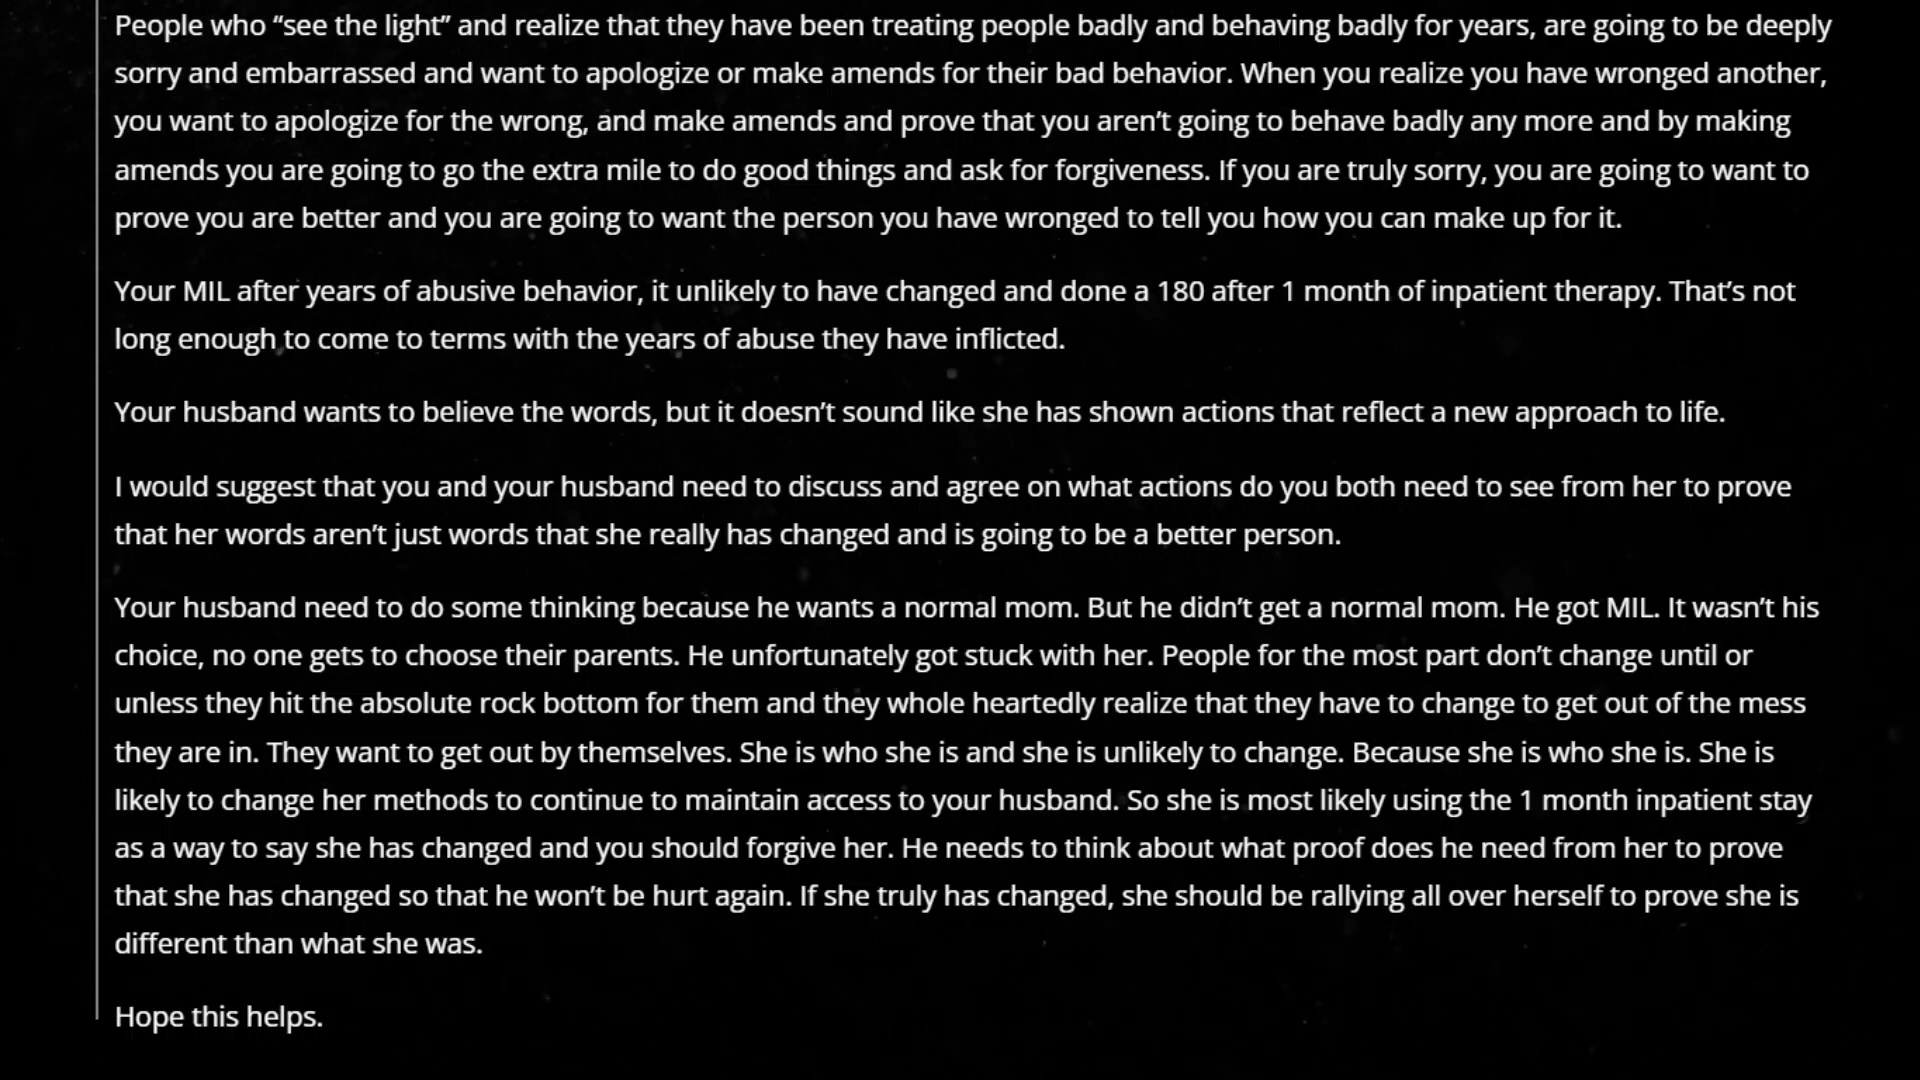 People who “see the light” and realize that they have been treating people badly and behaving badly for years, are going to be deeply
sorry and embarrassed and want to apologize or make amends for their bad behavior. When you realize you have wronged another,
you want to apologize for the wrong, and make amends and prove that you aren’t going to behave badly any more and by making
amends you are going to go the extra mile to do good things and ask for forgiveness. If you are truly sorry, you are going to want to
prove you are better and you are going to want the person you have wronged to tell you how you can make up for it.
Your MIL after years of abusive behavior, it unlikely to have changed and done a 180 after 1 month of inpatient therapy. That’s not
long enough to come to terms with the years of abuse they have inflicted.
Your husband wants to believe the words, but it doesn’t sound like she has shown actions that reflect a new approach to life.
I would suggest that you and your husband need to discuss and agree on what actions do you both need to see from her to prove
that her words aren’t just words that she really has changed and is going to be a better person.
Your husband need to do some thinking because he wants a normal mom. But he didn’t get a normal mom. He got MIL. It wasn’t his
choice, no one gets to choose their parents. He unfortunately got stuck with her. People for the most part don’t change until or
unless they hit the absolute rock bottom for them and they whole heartedly realize that they have to change to get out of the mess
they are in. They want to get out by themselves. She is who she is and she is unlikely to change. Because she is who she is. She is
likely to change her methods to continue to maintain access to your husband. So she is most likely using the 1 month inpatient stay
as a way to say she has changed and you should forgive her. He needs to think about what proof does he need from her to prove
that she has changed so that he won’t be hurt again. If she truly has changed, she should be rallying all over herself to prove she is
different than what she was.
Hope this helps.